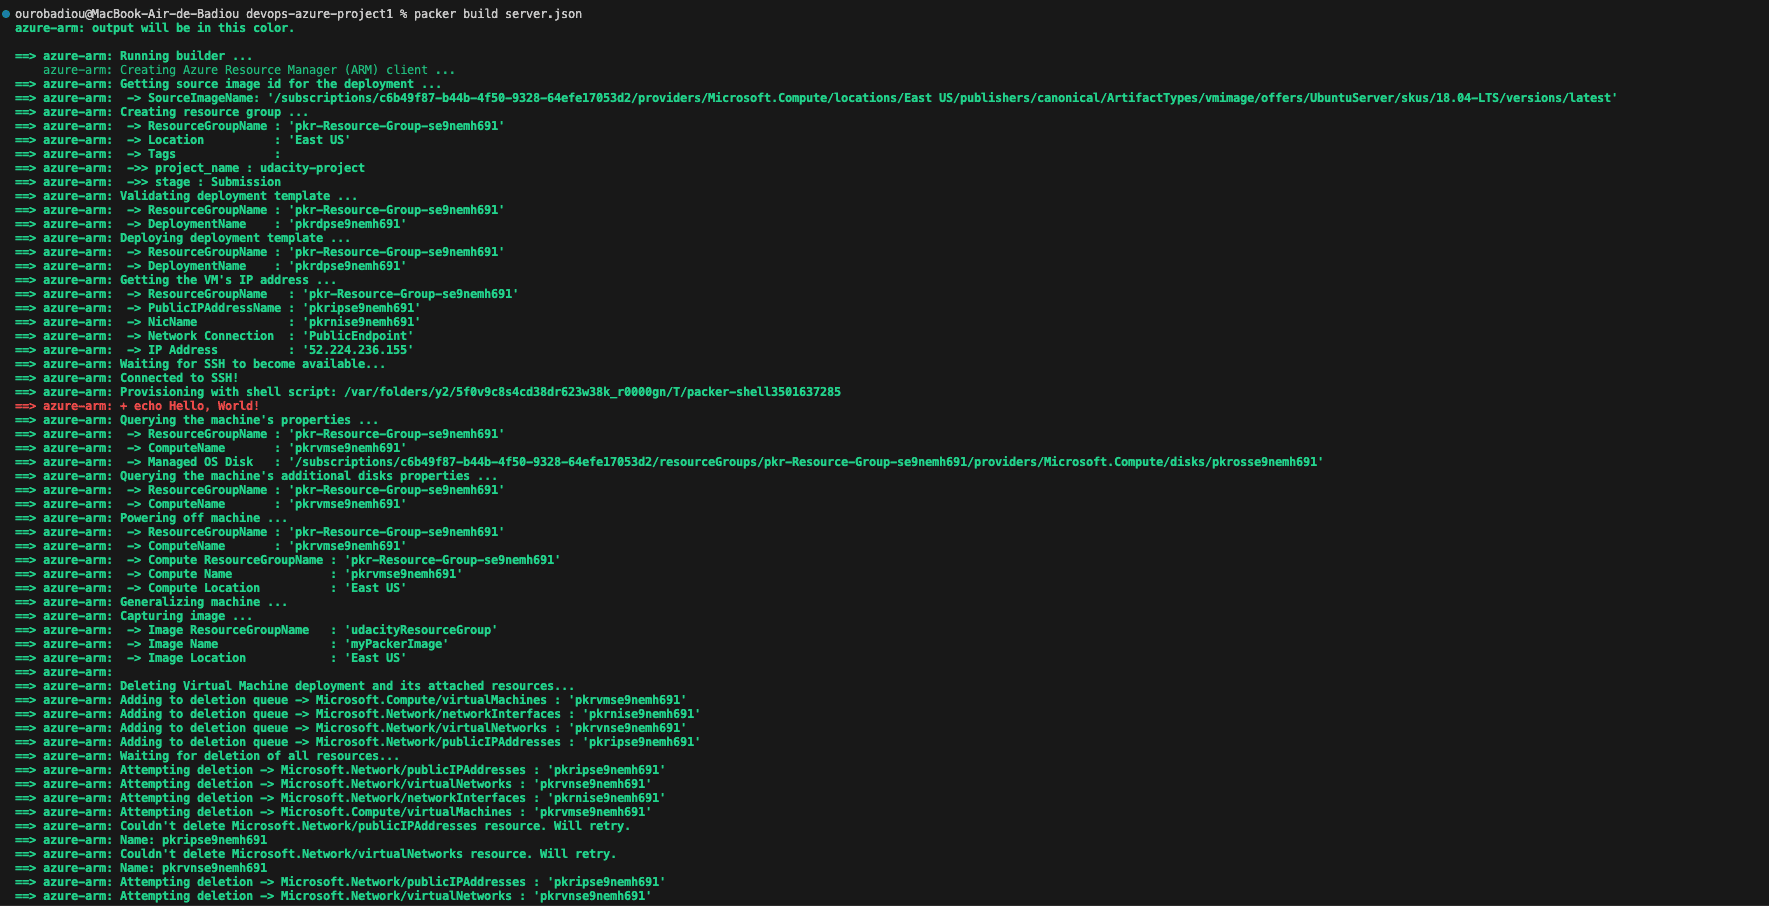 ourobadiou@MacBook-Air-de-Badiou devops-azure-project1 % packer build server.json
azure-arm: output will be in this color.
==> azure-arm: Running builder ...
azure-arm: Creating Azure Resource Manager (ARM) client ...
==> azure-arm: Getting source image id for the deployment ...
==> azure-arm:  -> SourceImageName: '/subscriptions/c6b49f87-b44b-4f50-9328-64efe17053d2/providers/Microsoft.Compute/locations/East US/publishers/canonical/ArtifactTypes/vmimage/offers/UbuntuServer/skus/18.04-LTS/versions/latest'
==> azure-arm: Creating resource group ...
==> azure-arm:  -> ResourceGroupName : 'pkr-Resource-Group-se9nemh691'
==> azure-arm:  -> Location          : 'East US'
==> azure-arm:  -> Tags              :
==> azure-arm:  ->> project_name : udacity-project
==> azure-arm:  ->> stage : Submission
==> azure-arm: Validating deployment template ...
==> azure-arm:  -> ResourceGroupName : 'pkr-Resource-Group-se9nemh691'
==> azure-arm:  -> DeploymentName    : 'pkrdpse9nemh691'
==> azure-arm: Deploying deployment template ...
==> azure-arm:  -> ResourceGroupName : 'pkr-Resource-Group-se9nemh691'
==> azure-arm:  -> DeploymentName    : 'pkrdpse9nemh691'
==> azure-arm: Getting the VM's IP address ...
==> azure-arm:  -> ResourceGroupName   : 'pkr-Resource-Group-se9nemh691'
==> azure-arm:  -> PublicIPAddressName : 'pkripse9nemh691'
==> azure-arm:  -> NicName             : 'pkrnise9nemh691'
==> azure-arm:  -> Network Connection  : 'PublicEndpoint'
==> azure-arm:  -> IP Address          : '52.224.236.155'
==> azure-arm: Waiting for SSH to become available...
==> azure-arm: Connected to SSH!
==> azure-arm: Provisioning with shell script: /var/folders/y2/5f0v9c8s4cd38dr623w38k_r0000gn/T/packer-shell3501637285
==> azure-arm: + echo Hello, World!
==> azure-arm: Querying the machine's properties ...
==> azure-arm:  -> ResourceGroupName : 'pkr-Resource-Group-se9nemh691'
==> azure-arm:  -> ComputeName       : 'pkrvmse9nemh691'
==> azure-arm:  -> Managed OS Disk   : '/subscriptions/c6b49f87-b44b-4f50-9328-64efe17053d2/resourceGroups/pkr-Resource-Group-se9nemh691/providers/Microsoft.Compute/disks/pkrosse9nemh691'
==> azure-arm: Querying the machine's additional disks properties ...
==> azure-arm:  -> ResourceGroupName : 'pkr-Resource-Group-se9nemh691'
==> azure-arm:  -> ComputeName       : 'pkrvmse9nemh691'
==> azure-arm: Powering off machine ...
==> azure-arm:  -> ResourceGroupName : 'pkr-Resource-Group-se9nemh691'
==> azure-arm:  -> ComputeName       : 'pkrvmse9nemh691'
==> azure-arm:  -> Compute ResourceGroupName : 'pkr-Resource-Group-se9nemh691'
==> azure-arm:  -> Compute Name              : 'pkrvmse9nemh691'
==> azure-arm:  -> Compute Location          : 'East US'
==> azure-arm: Generalizing machine ...
==> azure-arm: Capturing image ...
==> azure-arm:  -> Image ResourceGroupName   : 'udacityResourceGroup'
==> azure-arm:  -> Image Name                : 'myPackerImage'
==> azure-arm:  -> Image Location            : 'East US'
==> azure-arm:
==> azure-arm: Deleting Virtual Machine deployment and its attached resources...
==> azure-arm: Adding to deletion queue -> Microsoft.Compute/virtualMachines : 'pkrvmse9nemh691'
==> azure-arm: Adding to deletion queue -> Microsoft.Network/networkInterfaces : 'pkrnise9nemh691'
==> azure-arm: Adding to deletion queue -> Microsoft.Network/virtualNetworks : 'pkrvnse9nemh691'
==> azure-arm: Adding to deletion queue -> Microsoft.Network/publicIPAddresses : 'pkripse9nemh691'
==> azure-arm: Waiting for deletion of all resources...
==> azure-arm: Attempting deletion -> Microsoft.Network/publicIPAddresses : 'pkripse9nemh691'
==> azure-arm: Attempting deletion -> Microsoft.Network/virtualNetworks : 'pkrvnse9nemh691'
==> azure-arm: Attempting deletion -> Microsoft.Network/networkInterfaces : 'pkrnise9nemh691'
==> azure-arm: Attempting deletion -> Microsoft.Compute/virtualMachines : 'pkrvmse9nemh691'
==> azure-arm: Couldn't delete Microsoft.Network/publicIPAddresses resource. Will retry.
==> azure-arm: Name: pkripse9nemh691
==> azure-arm: Couldn't delete Microsoft.Network/virtualNetworks resource. Will retry.
==> azure-arm: Name: pkrvnse9nemh691
==> azure-arm: Attempting deletion -> Microsoft.Network/publicIPAddresses : 'pkripse9nemh691'
==> azure-arm: Attempting deletion -> Microsoft.Network/virtualNetworks : 'pkrvnse9nemh691'